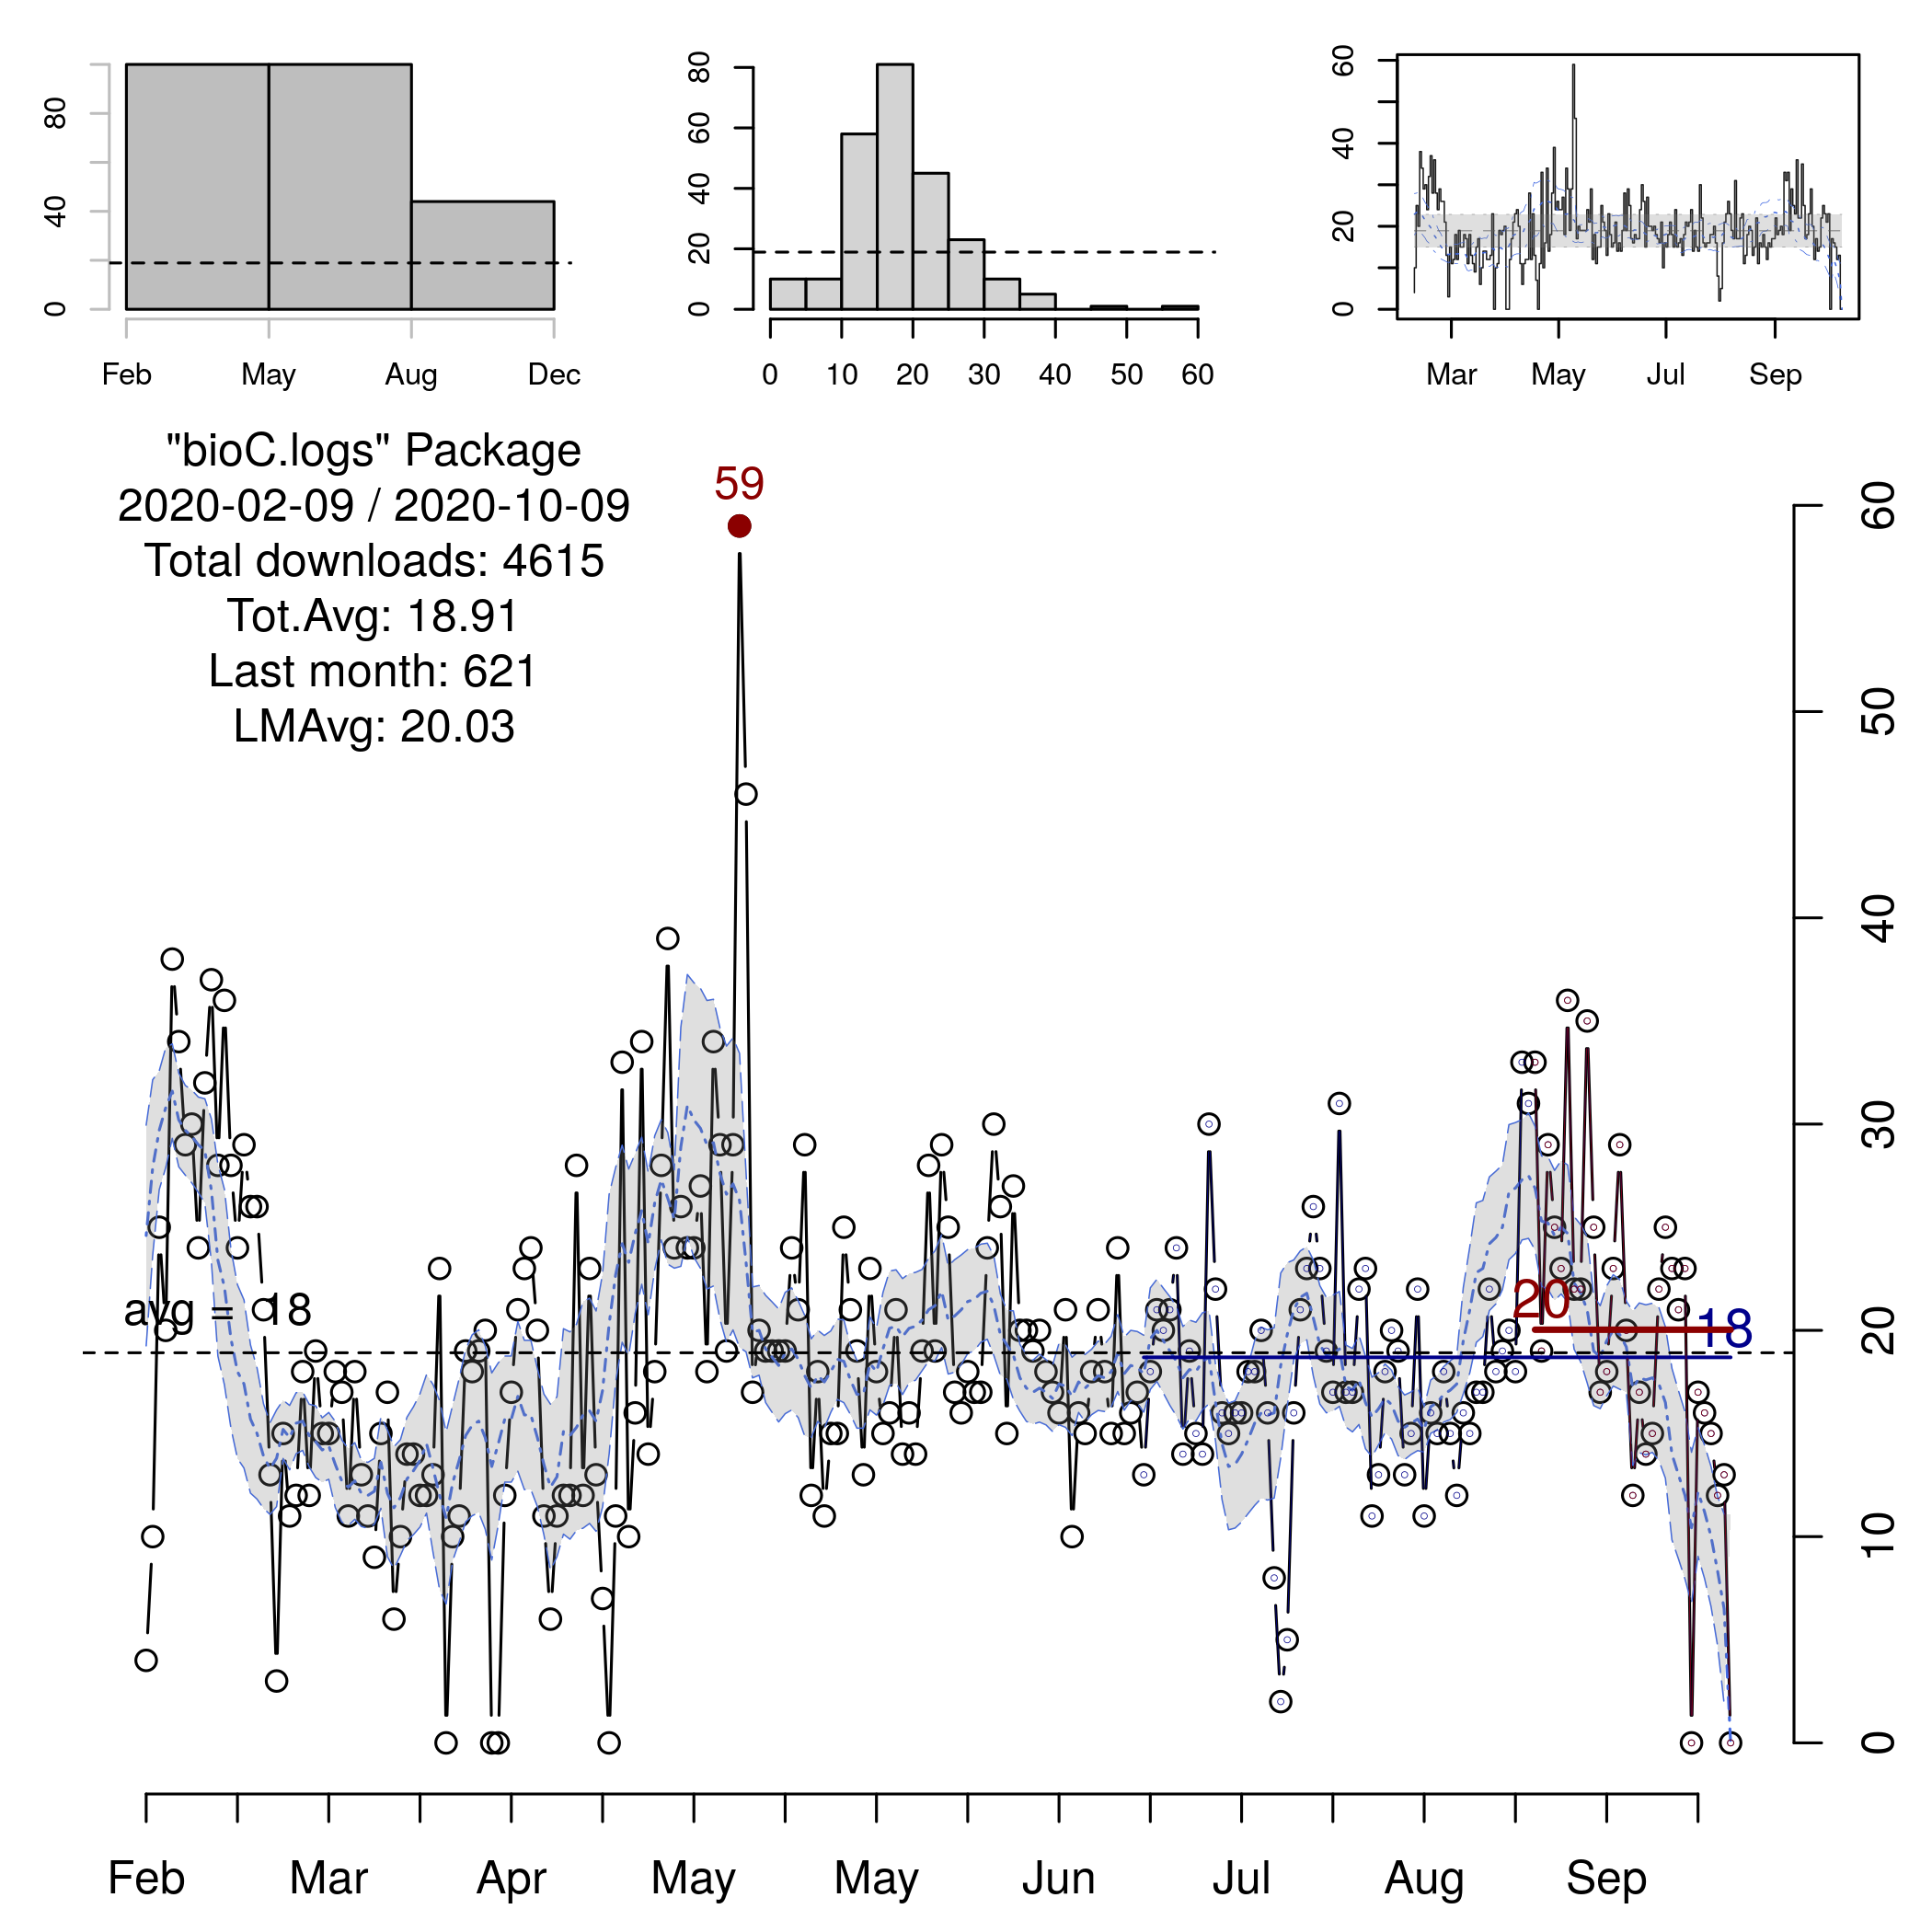 80
40
0
Feb May Aug Dec
80
60
40
20
0
0 10 20 30 40 50 60
60
40
20
0
Mar May Jul Sep
"bioC.logs" Package
2020-02-09 / 2020-10-09
Total downloads: 4615
Tot.Avg: 18.91
Last month: 621
LMAvg: 20.03
59
avg = 18
20
18
60
50
40
30
20
10
0
Feb Mar Apr May May Jun Jul Aug Sep